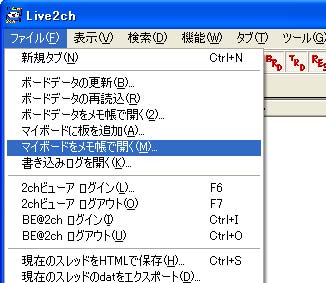 Live2ch
ファイル(F) 表示(V) 検索(D) 機能(W) タブ(T) ツール(G)
BRD TRD RES
新規タブ(N) Ctrl+N
ボードデータの更新(B)...
ボードデータの再読込(R)
ボードデータをメモ帳で開く(2)...
マイボードに板を追加(A)...
マイボードをメモ帳で開く(M)...
書き込みログを開く(K)...
2chビューア ログイン(L)... F6
2chビューア ログアウト(O) F7
BE@2ch ログイン(I) Ctrl+I
BE@2ch ログアウト(U) Ctrl+O
現在のスレッドをHTMLで保存(H)... Ctrl+S
現在のスレッドのdatをエクスポート(D)...